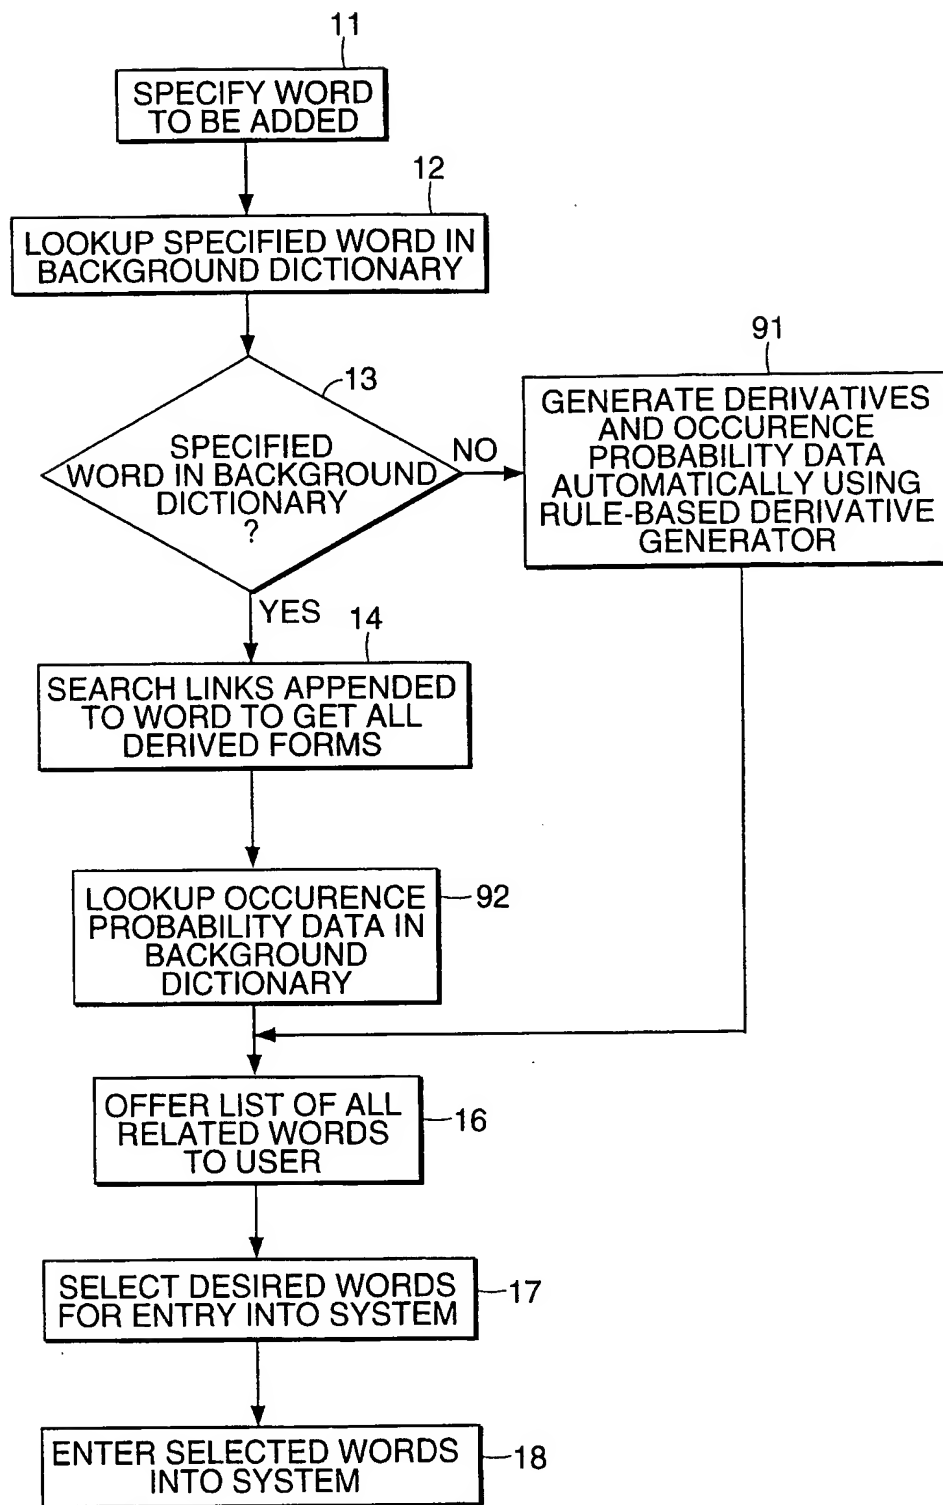 11
SPECIFY WORD
TO BE ADDED
12
LOOKUP SPECIFIED WORD IN
BACKGROUND DICTIONARY
13
SPECIFIED
WORD IN BACKGROUND
DICTIONARY
?
NO
91
GENERATE DERIVATIVES
AND OCCURENCE
PROBABILITY DATA
AUTOMATICALLY USING
RULE-BASED DERIVATIVE
GENERATOR
YES
14
SEARCH LINKS APPENDED
TO WORD TO GET ALL
DERIVED FORMS
LOOKUP OCCURENCE
PROBABILITY DATA IN
BACKGROUND
DICTIONARY
92
OFFER LIST OF ALL
RELATED WORDS
TO USER
16
SELECT DESIRED WORDS
FOR ENTRY INTO SYSTEM
17
ENTER SELECTED WORDS
INTO SYSTEM
18